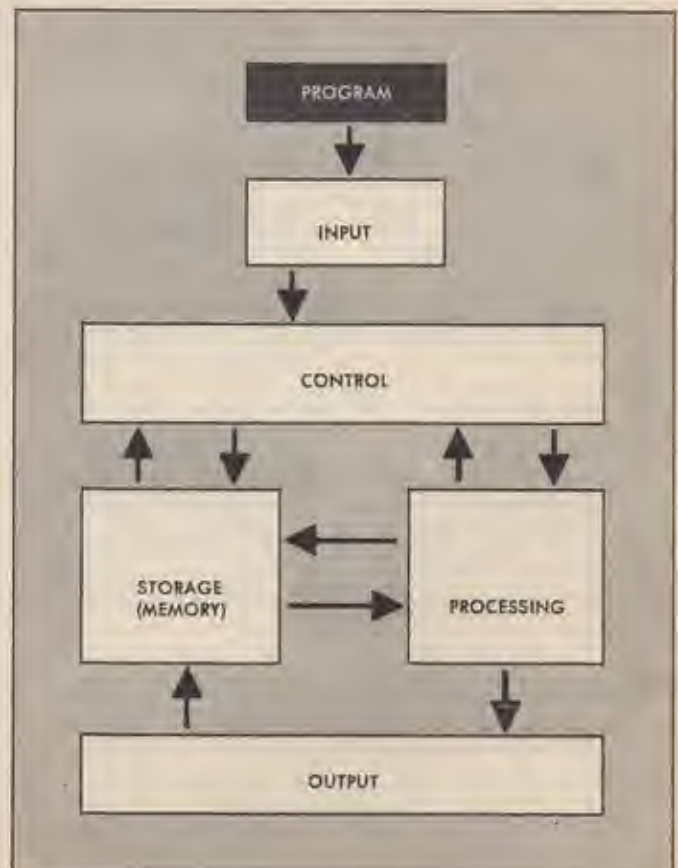 PROGRAM
INPUT
CONTROL
STORAGE
(MEMORY)
PROCESSING
OUTPUT